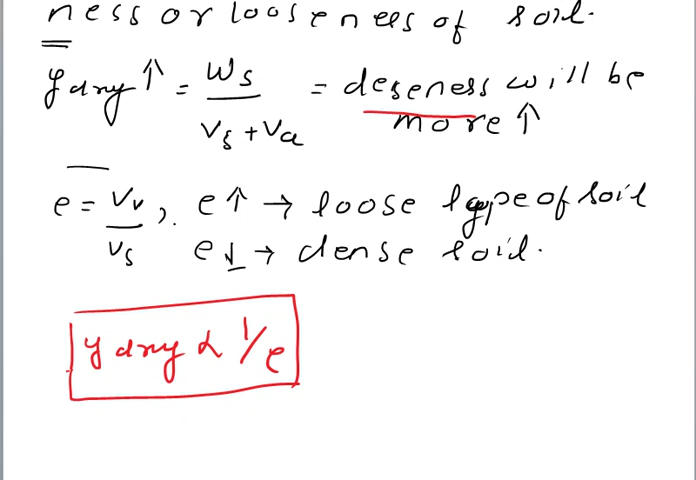 ness or looseness of soil.
γdry ↑ = Ws / Vs + Va = deseness will be more ↑
e = Vv / Vs , . e ↑ → loose type of soil
e ↓ → dense soil.
γdry α 1/e